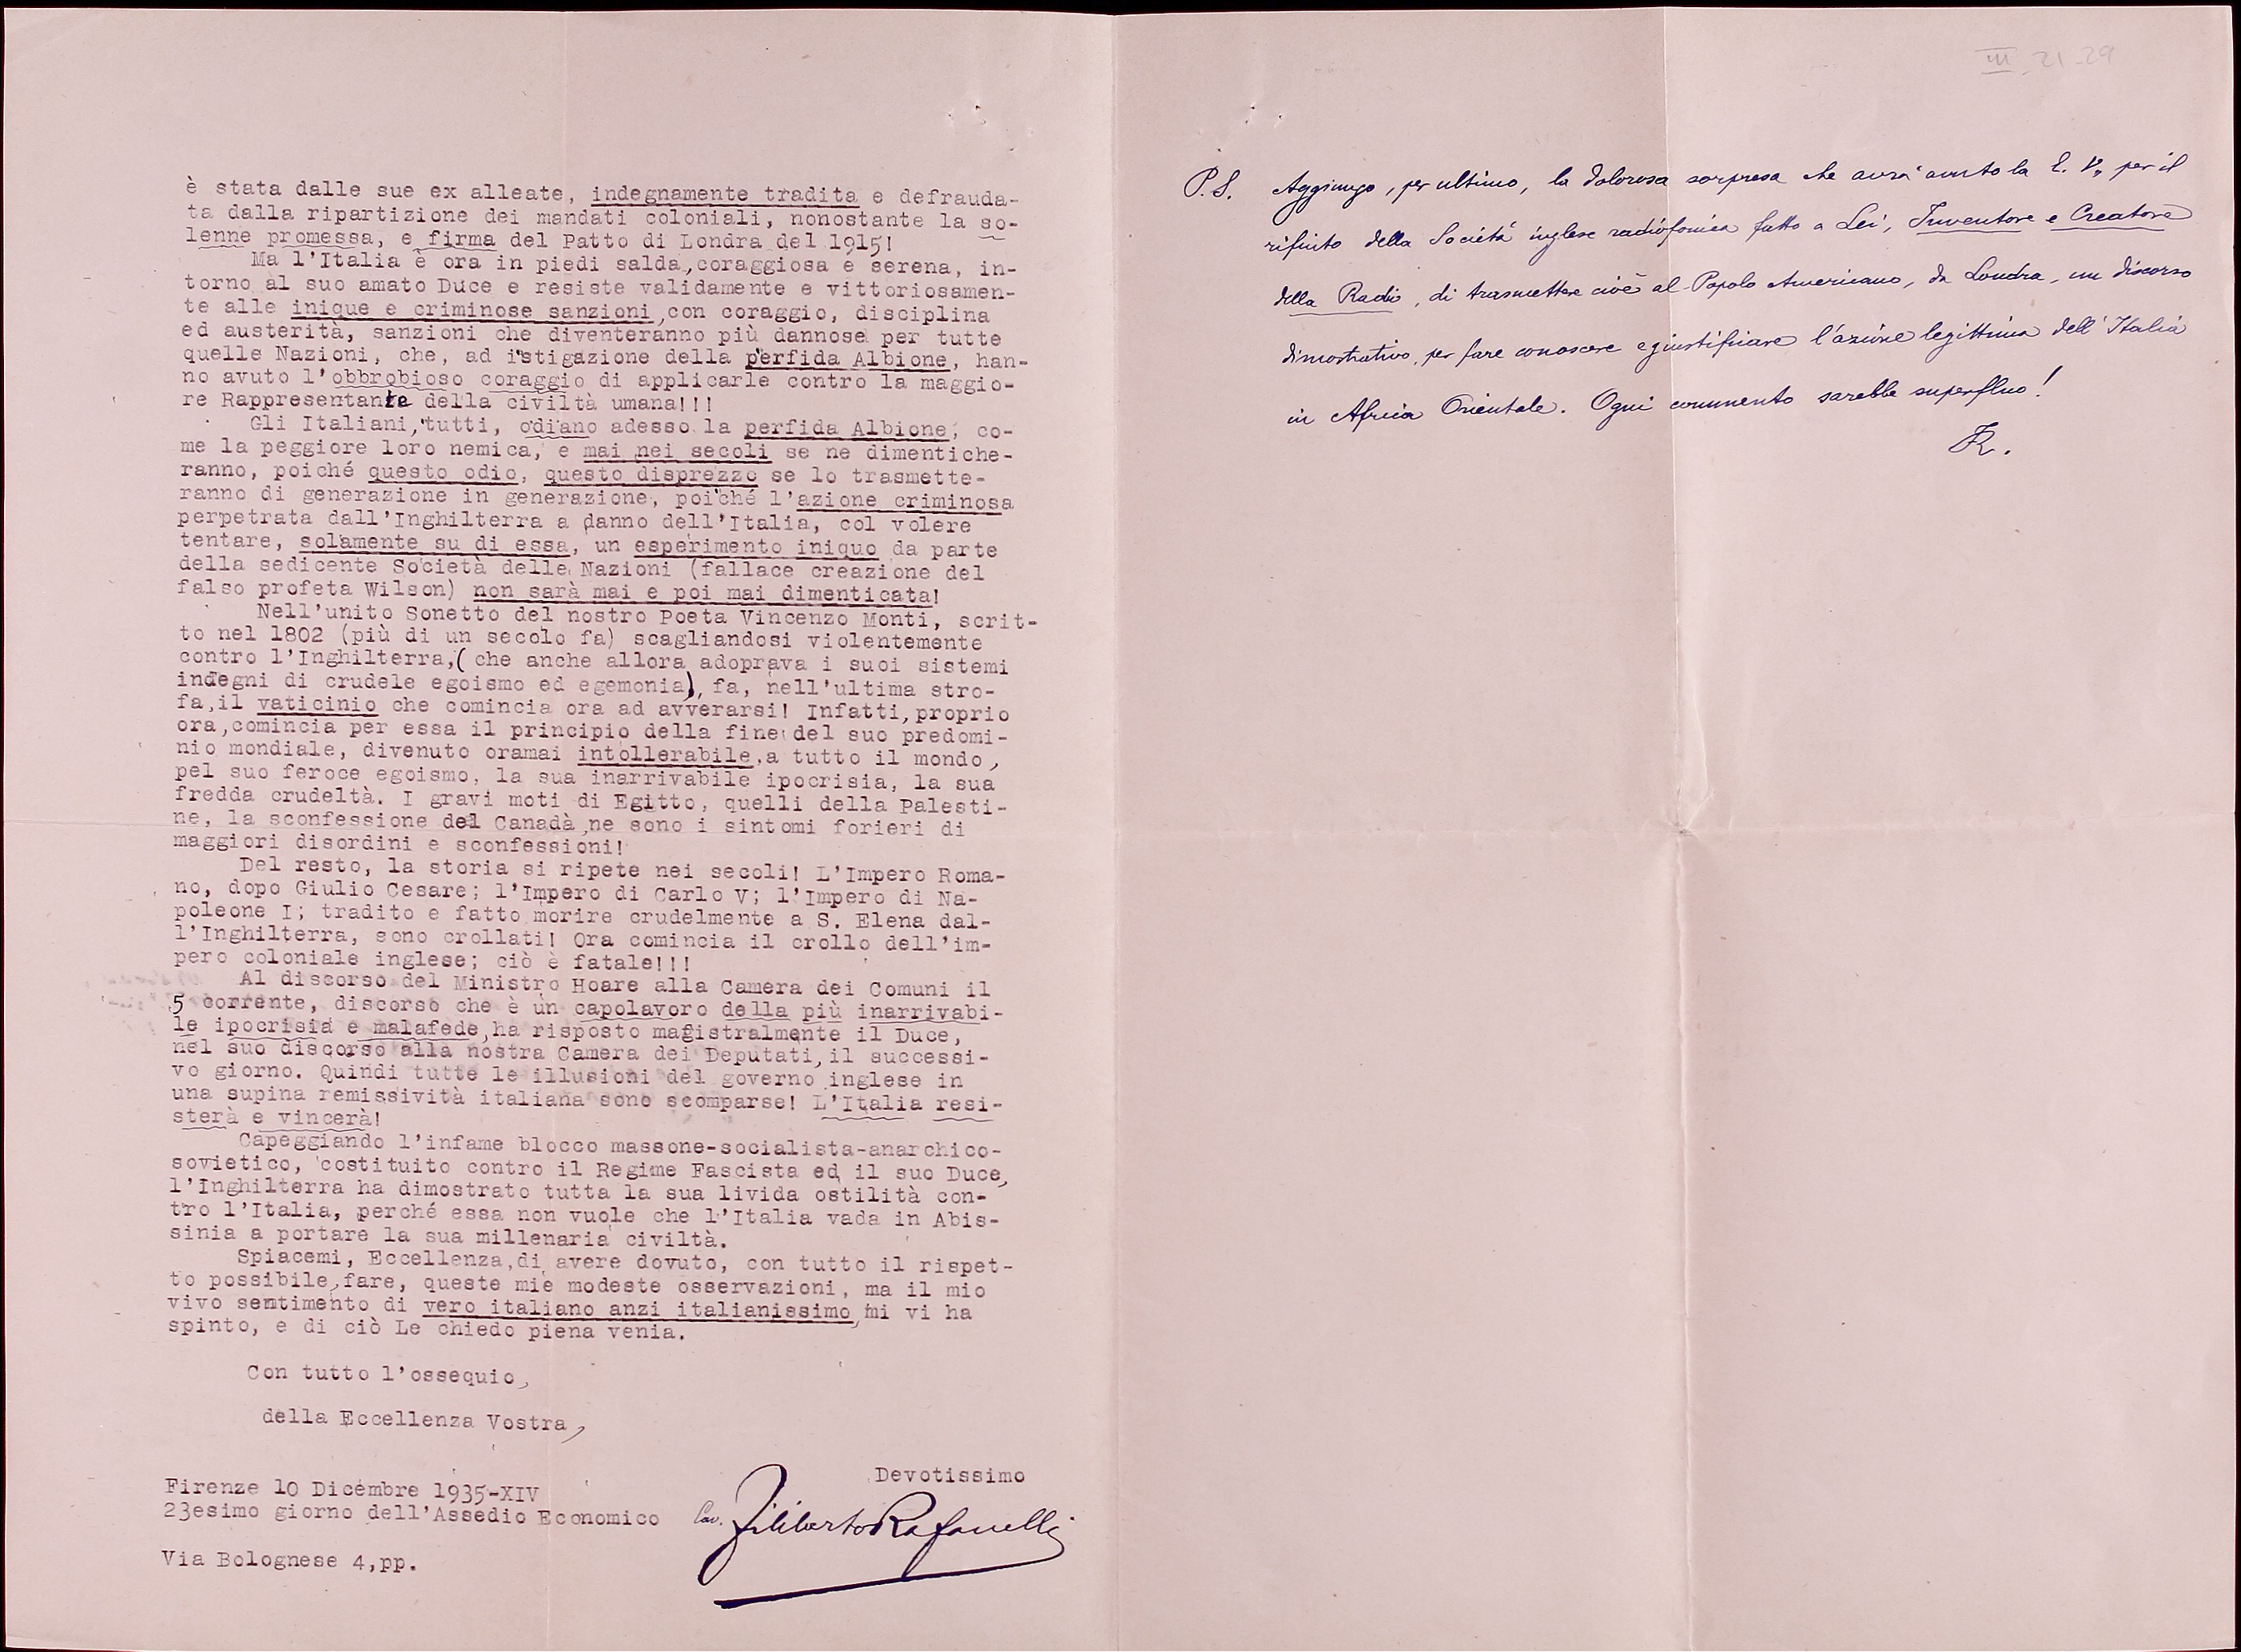 è stata dalle sue ex alleate, indegnamente tradita e defrauda-
ta dalla ripartizione dei mandati coloniali, nonostante la so-
lenne promessa, e firma del Patto di Londra del 1915!
Ma l'Italia è ora in piedi salda, coraggiosa e serena, in-
torno al suo amato Duce e resiste validamente e vittoriosamen-
te alle inique e criminose sanzioni, con coraggio, disciplina
ed austerità, sanzioni che diventeranno più dannose per tutte
quelle Nazioni, che, ad istigazione della perfida Albione, han-
no avuto l'obbrobioso coraggio di applicarle contro la maggio-
re Rappresentante della civiltà umana!!!
Gli Italiani, tutti, odiano adesso la perfida Albione, co-
me la peggiore loro nemica, e mai nei secoli se ne dimentiche-
ranno, poiché questo odio, questo disprezzo se lo trasmette-
ranno di generazione in generazione, poiché l'azione criminosa
perpetrata dall'Inghilterra a danno dell'Italia, col volere
tentare, solamente su di essa, un esperimento iniquo da parte
della sedicente Società delle Nazioni (fallace creazione del
falso profeta Wilson) non sarà mai e poi mai dimenticata!
Nell'unito Sonetto del nostro Poeta Vincenzo Monti, scrit-
to nel 1802 (più di un secolo fa) scagliandosi violentemente
contro l'Inghilterra,( che anche allora adoprava i suoi sistemi
indegni di crudele egoismo ed egemonia), fa, nell'ultima stro-
fa, il vaticinio che comincia ora ad avverarsi! Infatti, proprio
ora, comincia per essa il principio della fine del suo predomi-
nio mondiale, divenuto oramai intollerabile, a tutto il mondo,
pel suo feroce egoismo, la sua inarrivabile ipocrisia, la sua
fredda crudeltà. I gravi moti di Egitto, quelli della Palesti-
ne, la sconfessione del Canadà, ne sono i sintomi forieri di
maggiori disordini e sconfessioni!
Del resto, la storia si ripete nei secoli! L'Impero Roma-
no, dopo Giulio Cesare; l'Impero di Carlo V; l'Impero di Na-
poleone I; tradito e fatto morire crudelmente a S. Elena dal-
l'Inghilterra, sono crollati! Ora comincia il crollo dell'im-
pero coloniale inglese; ciò è fatale!!!
Al discorso del Ministro Hoare alla Camera dei Comuni il
5 corrente, discorso che è un capolavoro della più inarrivabi-
le ipocrisia e malafede, ha risposto magistralmente il Duce,
nel suo discorso alla nostra Camera dei Deputati, il successi-
vo giorno. Quindi tutte le illusioni del governo inglese in
una supina remissività italiana sono scomparse! L'Italia resi-
sterà e vincerà!
Capeggiando l'infame blocco massone-socialista-anarchico-
sovietico, costituito contro il Regime Fascista ed il suo Duce,
l'Inghilterra ha dimostrato tutta la sua livida ostilità con-
tro l'Italia, perché essa non vuole che l'Italia vada in Abis-
sinia a portare la sua millenaria civiltà.
Spiacemi, Eccellenza, di avere dovuto, con tutto il rispet-
to possibile, fare, queste mie modeste osservazioni, ma il mio
vivo sentimento di vero italiano anzi italianissimo, mi vi ha
spinto, e di ciò Le chiedo piena venia.
Con tutto l'ossequio,
della Eccellenza Vostra,
Devotissimo
Firenze 10 Dicembre 1935-XIV
23esimo giorno dell'Assedio Economico
Cav. Filiberto Rafanelli
Via Bolognese 4,pp.
III 21-29
P.S. Aggiungo, per ultimo, la dolorosa sorpresa che avrà avuto la E. V., per il
rifiuto della Società inglese radiofonica fatto a Lei, Inventore e Creatore
della Radio, di trasmettere cioè al Popolo Americano, da Londra, un discorso
dimostrativo, per fare conoscere e giustificare l'azione legittima dell'Italia
in Africa Orientale. Ogni commento sarebbe superfluo!
FR.